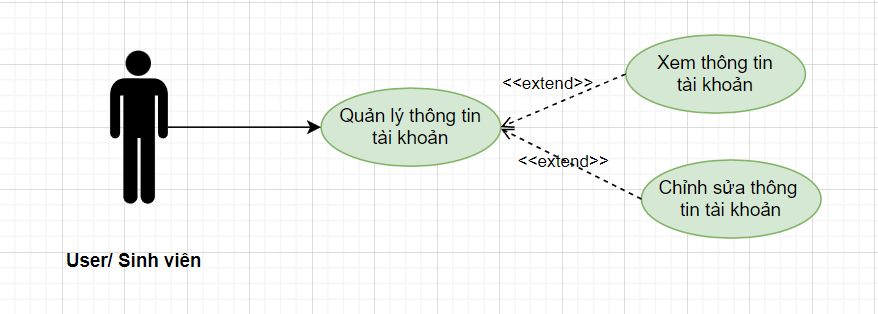 User/ Sinh viên
Quản lý thông tin
tài khoản
<<extend>>
<<extend>>
Xem thông tin
tài khoản
Chỉnh sửa thông
tin tài khoản